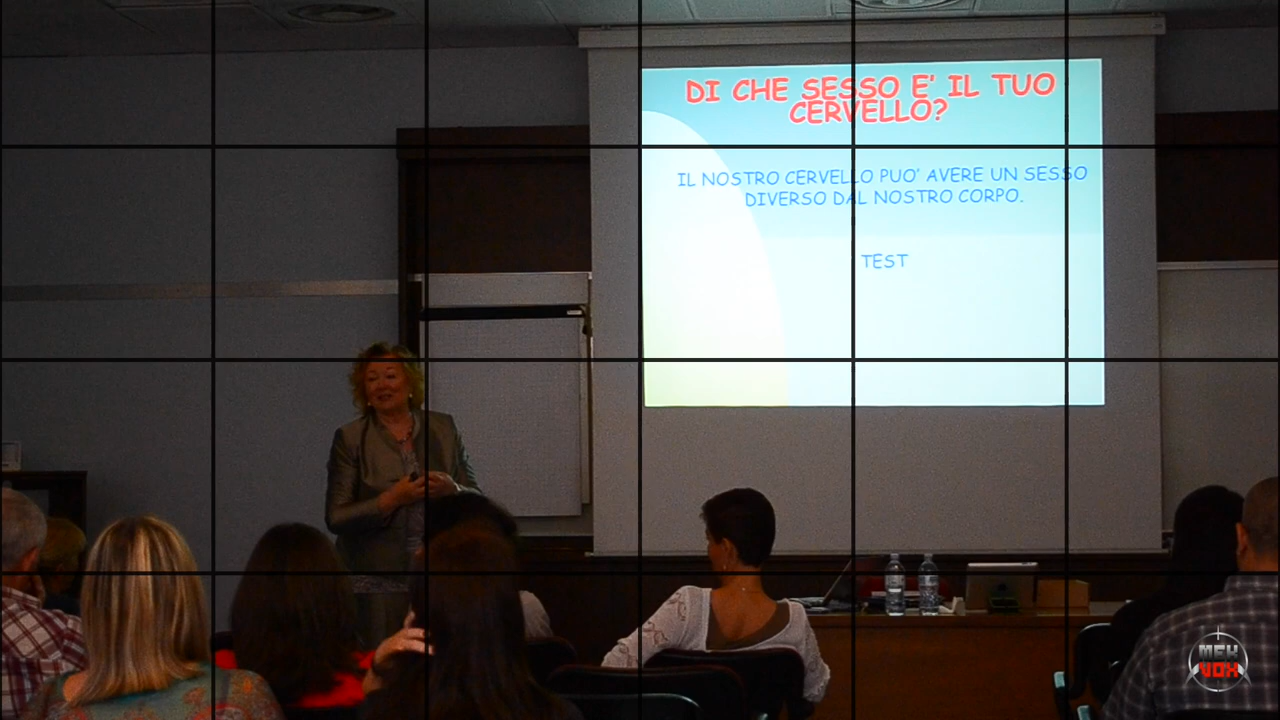 DI CHE SESSO E' IL TUO
CERVELLO?
IL NOSTRO CERVELLO PUO' AVERE UN SESSO
DIVERSO DAL NOSTRO CORPO.
TEST
MEK
VOX